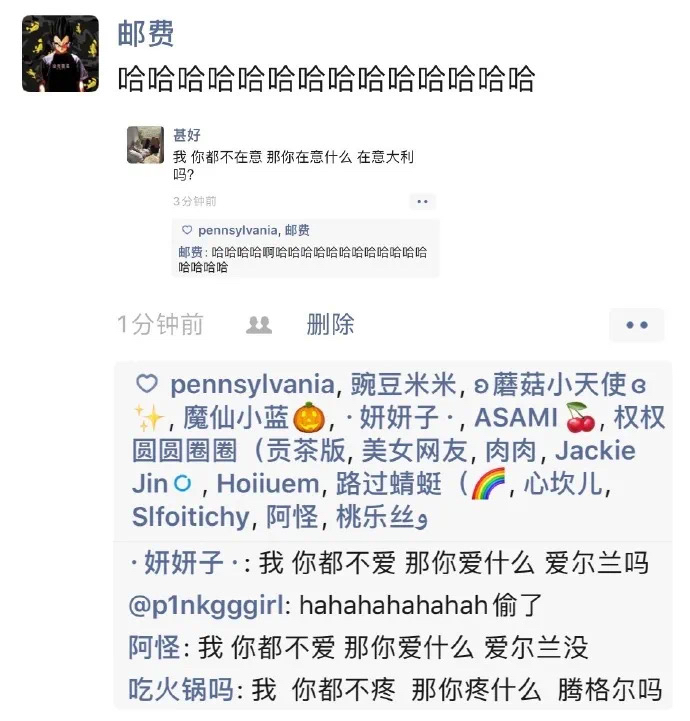 邮费
哈哈哈哈哈哈哈哈哈哈哈哈哈哈
甚好
我 你都不在意 那你在意什么 在意大利
吗?
3分钟前
pennsylvania, 邮费
邮费: 哈哈哈哈啊哈哈哈哈哈哈哈哈哈哈哈哈
哈哈哈哈
1分钟前 删除
pennsylvania, 豌豆米米, ʚ蘑菇小天使ɞ
✨, 魔仙小蓝🎃, · 妍妍子 ·, ASAMI 🍒, 权权
圆圆圈圈（贡茶版, 美女网友, 肉肉, Jackie
Jin , Hoiiuem, 路过蜻蜓（🌈, 心坎儿,
Slfoitichy, 阿怪, 桃乐丝و
· 妍妍子 ·: 我 你都不爱 那你爱什么 爱尔兰吗
@p1nkgggirl: hahahahahahah偷了
阿怪: 我 你都不爱 那你爱什么 爱尔兰没
吃火锅吗: 我 你都不疼 那你疼什么 腾格尔吗